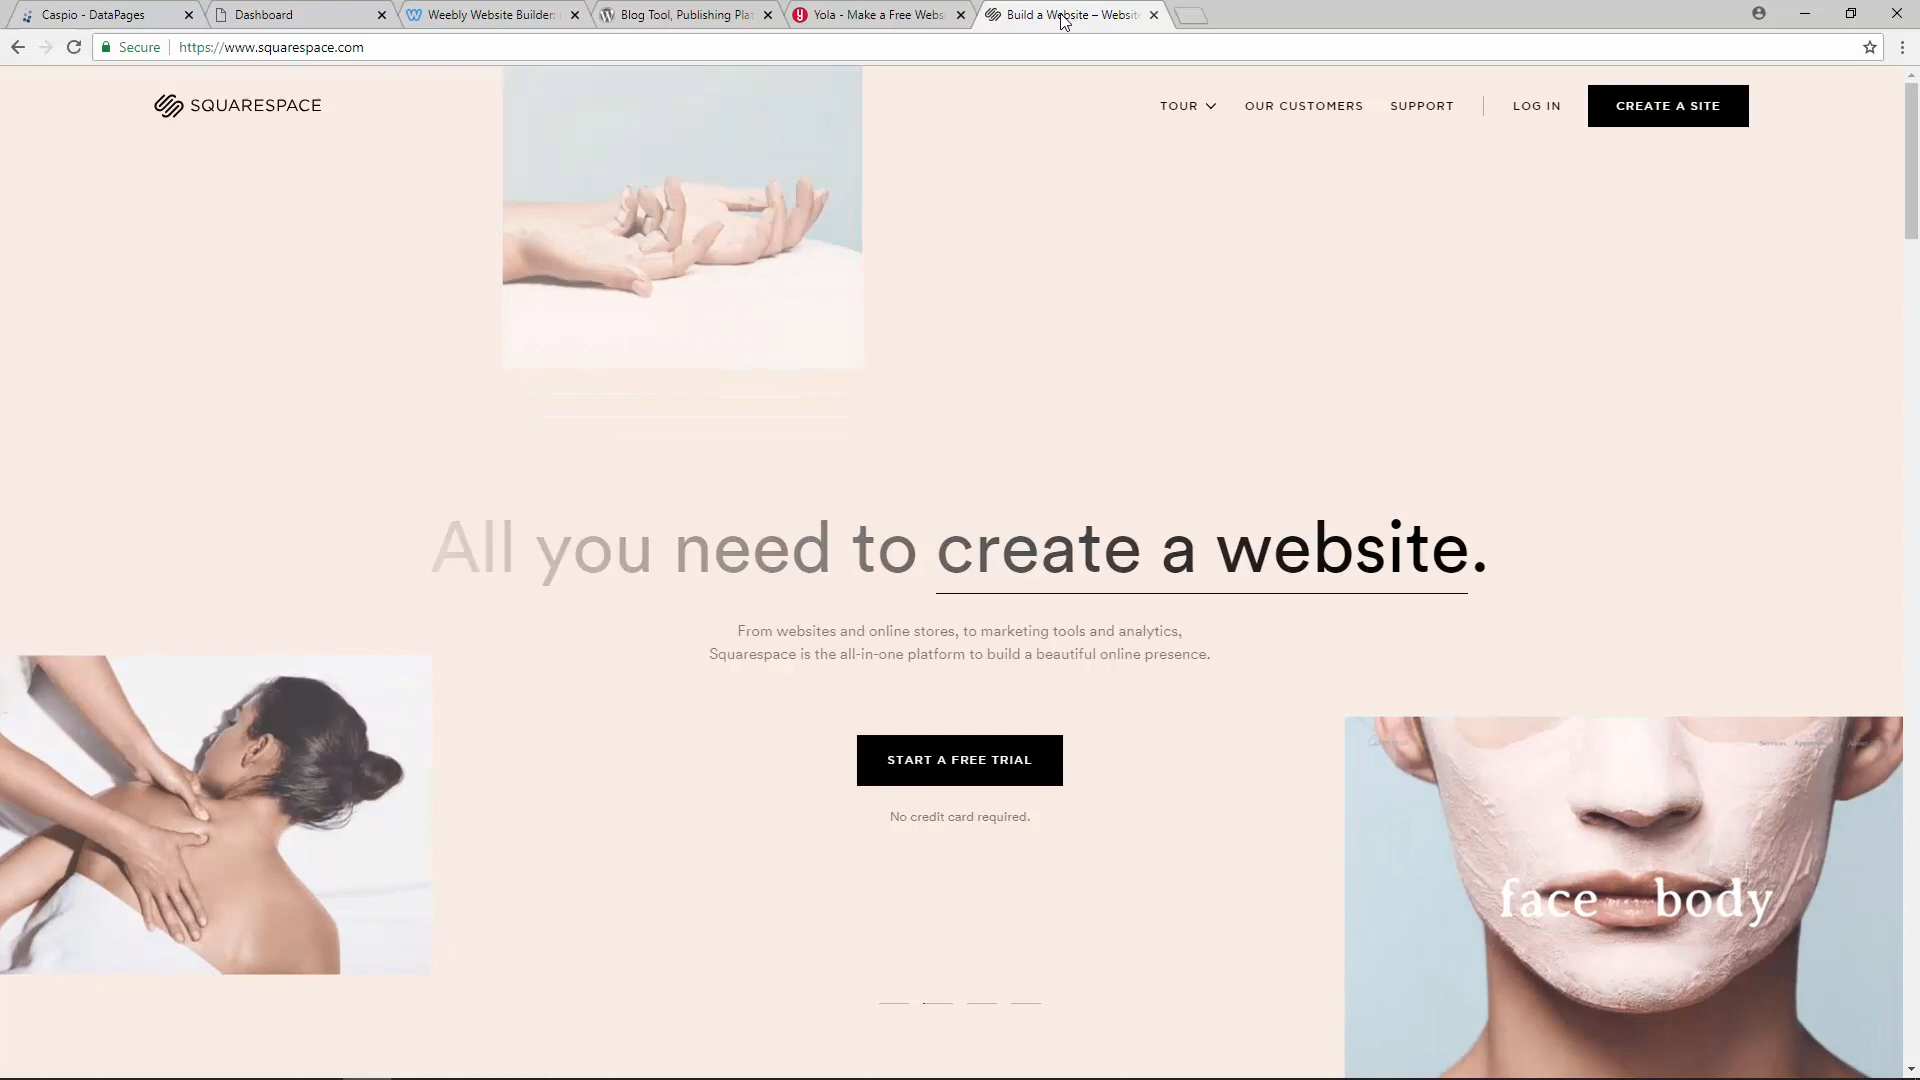 Caspio - DataPages
Dashboard
Weebly Website Builder:
Blog Tool, Publishing Plat
Yola - Make a Free Webs
Build a Website – Websit
Secure
https://www.squarespace.com
SQUARESPACE
TOUR
OUR CUSTOMERS
SUPPORT
LOG IN
CREATE A SITE
All you need to create a website.
From websites and online stores, to marketing tools and analytics,
Squarespace is the all-in-one platform to build a beautiful online presence.
START A FREE TRIAL
No credit card required.
Services
About
face body